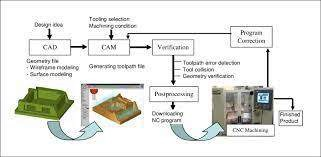 Design idea
Tooling selection
Machining condition
CAD
CAM
Verification
Program
Correction
Geometry file
- Wireframe modeling
- Surface modeling
Generating toolpath file
- Toolpath error detection
- Tool collision
- Geometry verification
Postprocessing
Downloading
NC program
CNC Machining
Finished
Product